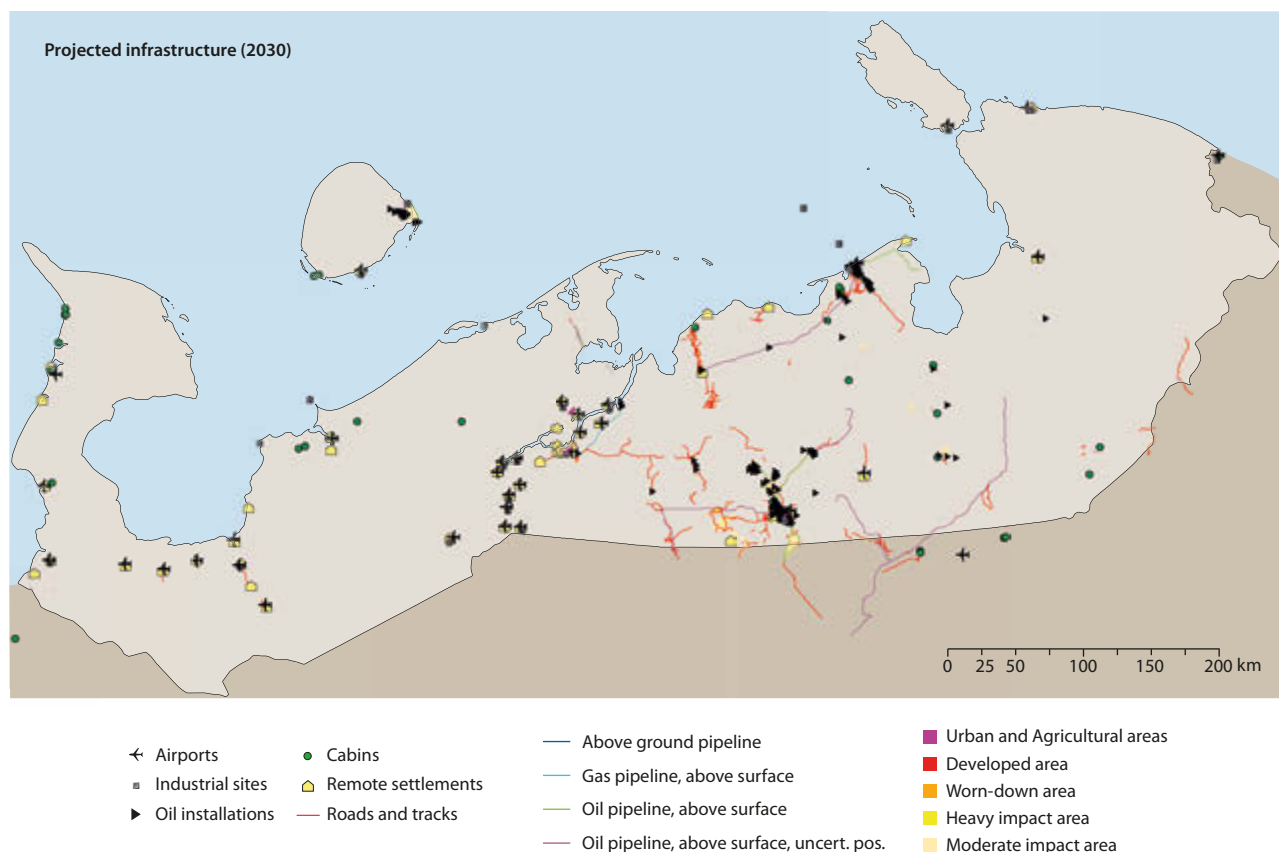 Projected infrastructure (2030)
0 25 50 100 150 200 km
Airports
Industrial sites
Oil installations
Cabins
Remote settlements
Roads and tracks
Above ground pipeline
Gas pipeline, above surface
Oil pipeline, above surface
Oil pipeline, above surface, uncert. pos.
Urban and Agricultural areas
Developed area
Worn-down area
Heavy impact area
Moderate impact area